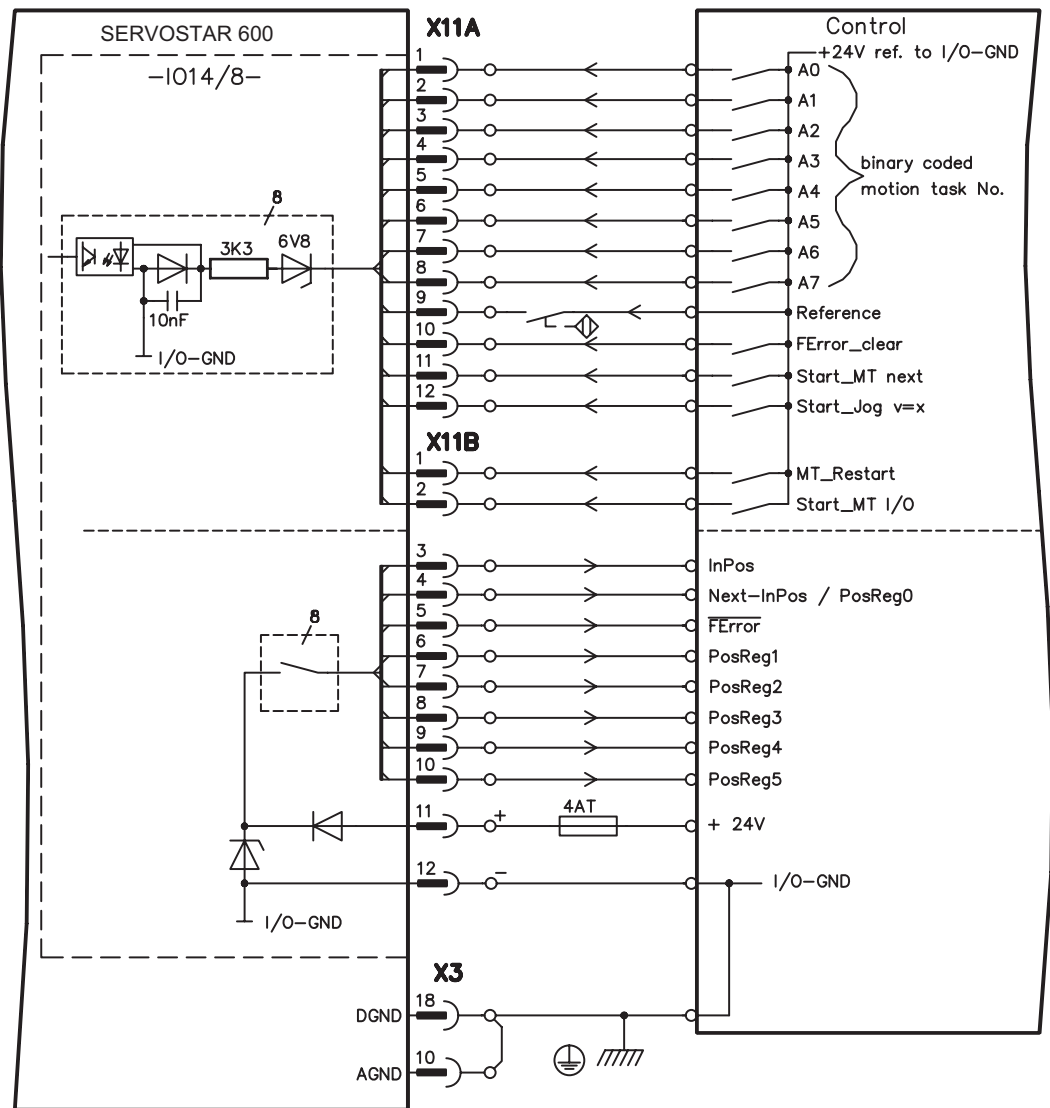 SERVOSTAR 600
-IO14/8-
X11A
Control
+24V ref. to I/O-GND
1
A0
2
A1
3
A2
4
A3
5
A4
6
A5
7
A6
8
A7
binary coded
motion task No.
8
3K3
6V8
10nF
I/O-GND
9
Reference
10
FError_clear
11
Start_MT next
12
Start_Jog v=x
X11B
1
MT_Restart
2
Start_MT I/O
3
InPos
4
Next-InPos / PosReg0
5
FError
6
PosReg1
7
PosReg2
8
PosReg3
9
PosReg4
10
PosReg5
8
11
+
4AT
+ 24V
12
-
I/O-GND
I/O-GND
X3
DGND
18
AGND
10